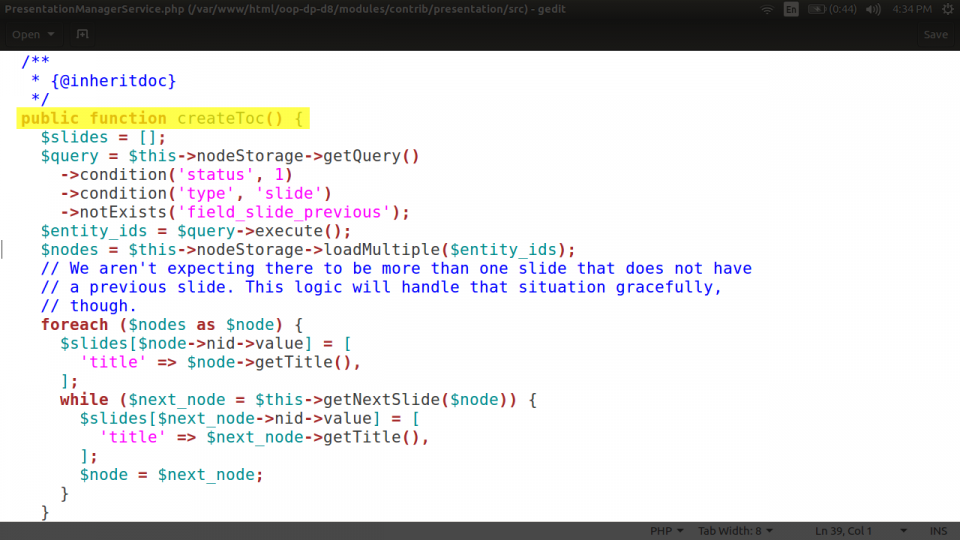 PresentationManagerService.php (/var/www/html/oop-dp-d8/modules/contrib/presentation/src) - gedit
En (0:44) 4:34 PM
Open Save
/**
 * {@inheritdoc}
 */
public function createToc() {
  $slides = [];
  $query = $this->nodeStorage->getQuery()
    ->condition('status', 1)
    ->condition('type', 'slide')
    ->notExists('field_slide_previous');
  $entity_ids = $query->execute();
  $nodes = $this->nodeStorage->loadMultiple($entity_ids);
  // We aren't expecting there to be more than one slide that does not have
  // a previous slide. This logic will handle that situation gracefully,
  // though.
  foreach ($nodes as $node) {
    $slides[$node->nid->value] = [
      'title' => $node->getTitle(),
    ];
    while ($next_node = $this->getNextSlide($node)) {
      $slides[$next_node->nid->value] = [
        'title' => $next_node->getTitle(),
      ];
      $node = $next_node;
    }
  }
PHP Tab Width: 8 Ln 39, Col 1 INS